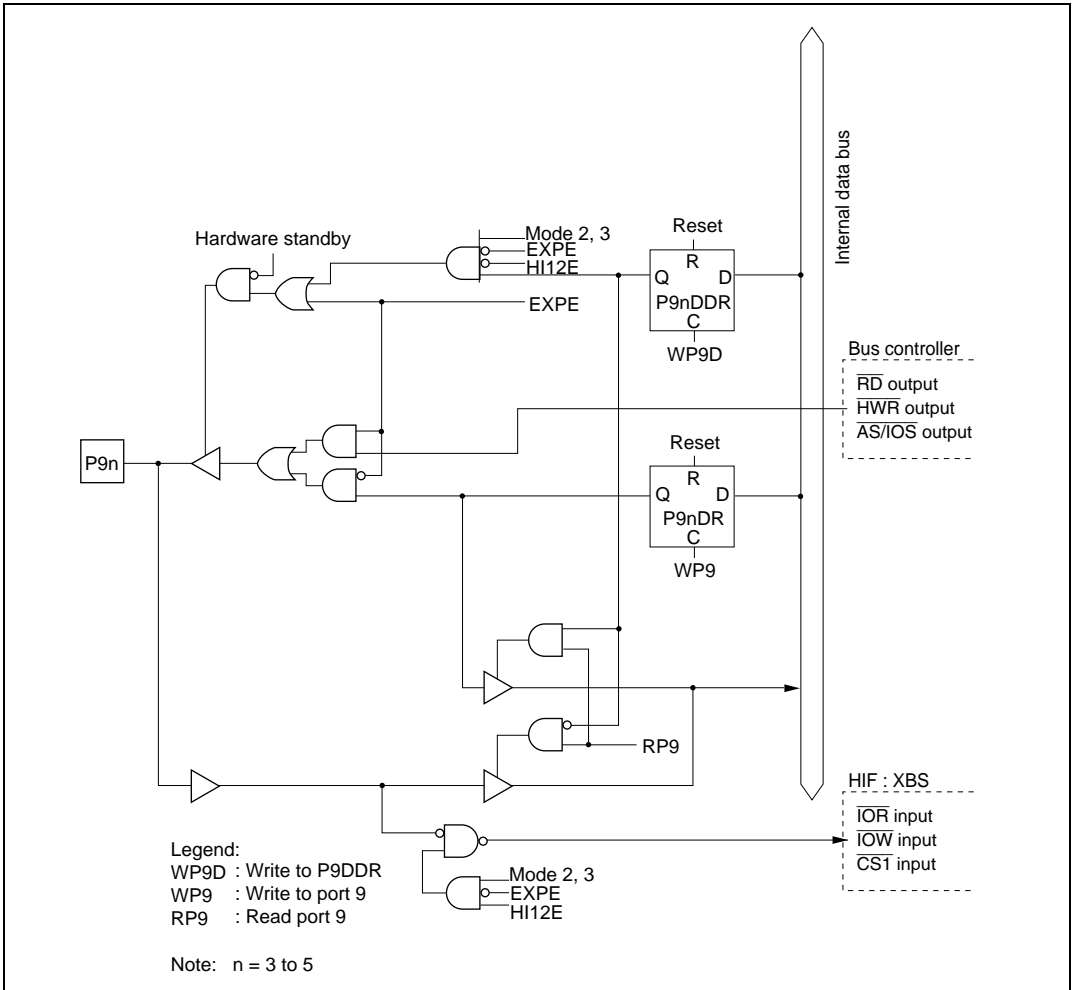 Internal data bus
Hardware standby
Mode 2, 3
EXPE
HI12E
EXPE
Reset
R
Q D
P9nDDR
C
WP9D
Bus controller
RD output
HWR output
AS/IOS output
P9n
Reset
R
Q D
P9nDR
C
WP9
RP9
HIF : XBS
IOR input
IOW input
CS1 input
Mode 2, 3
EXPE
HI12E
Legend:
WP9D : Write to P9DDR
WP9 : Write to port 9
RP9 : Read port 9
Note: n = 3 to 5